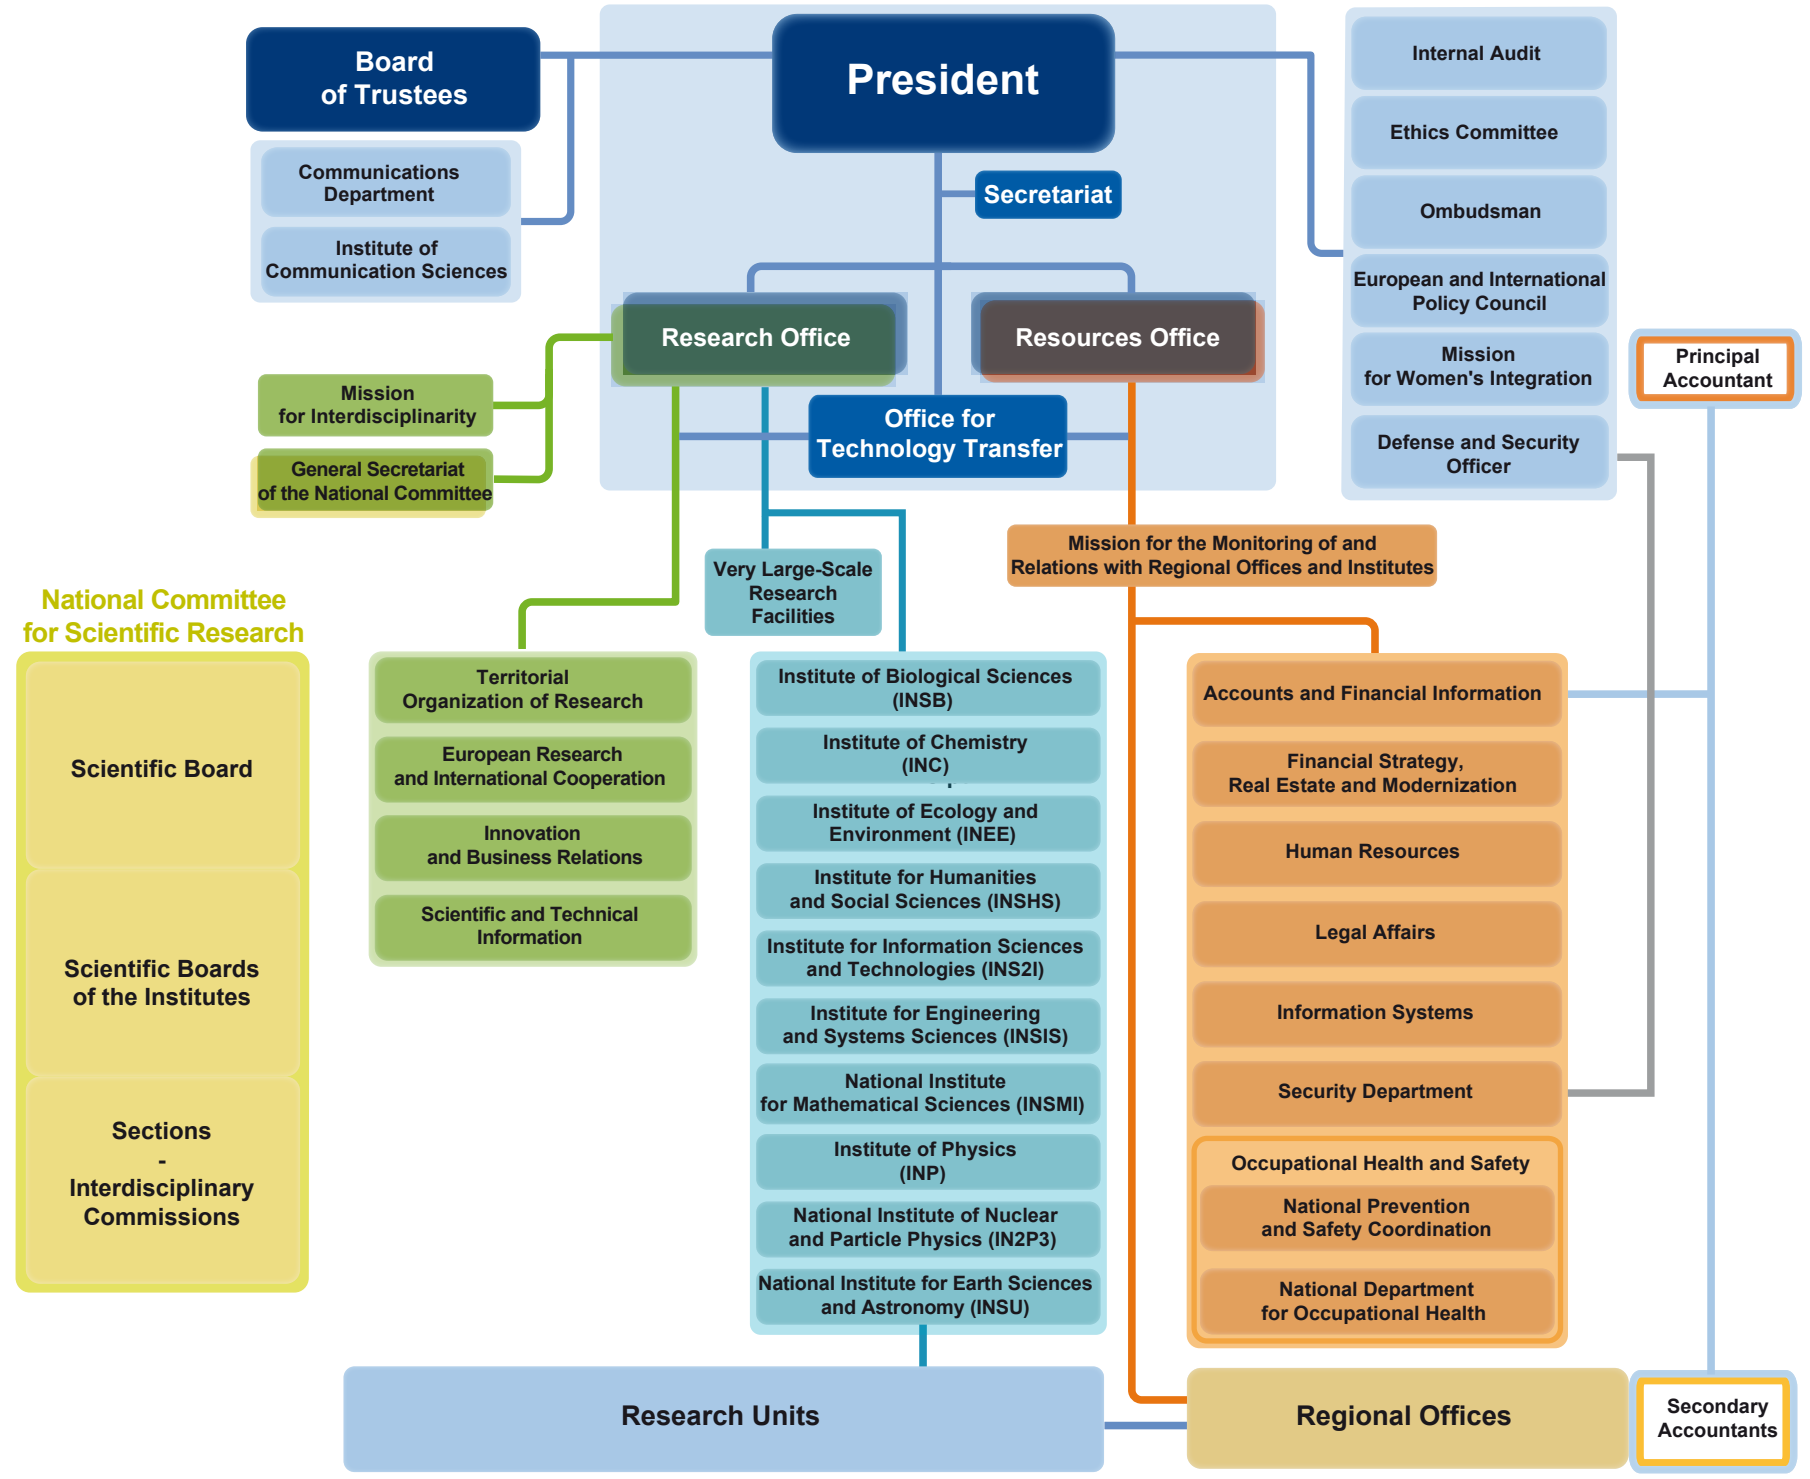 Board
of Trustees
President
Secretariat
Communications
Department
Institute of
Communication Sciences
Internal Audit
Ethics Committee
Ombudsman
European and International
Policy Council
Mission
for Women's Integration
Defense and Security
Officer
Principal
Accountant
Research Office
Resources Office
Office for
Technology Transfer
Mission
for Interdisciplinarity
General Secretariat
of the National Committee
Very Large-Scale
Research
Facilities
Mission for the Monitoring of and
Relations with Regional Offices and Institutes
National Committee
for Scientific Research
Scientific Board
Scientific Boards
of the Institutes
Sections
-
Interdisciplinary
Commissions
Territorial
Organization of Research
European Research
and International Cooperation
Innovation
and Business Relations
Scientific and Technical
Information
Institute of Biological Sciences
(INSB)
Institute of Chemistry
(INC)
Institute of Ecology and
Environment (INEE)
Institute for Humanities
and Social Sciences (INSHS)
Institute for Information Sciences
and Technologies (INS2I)
Institute for Engineering
and Systems Sciences (INSIS)
National Institute
for Mathematical Sciences (INSMI)
Institute of Physics
(INP)
National Institute of Nuclear
and Particle Physics (IN2P3)
National Institute for Earth Sciences
and Astronomy (INSU)
Accounts and Financial Information
Financial Strategy,
Real Estate and Modernization
Human Resources
Legal Affairs
Information Systems
Security Department
Occupational Health and Safety
National Prevention
and Safety Coordination
National Department
for Occupational Health
Research Units
Regional Offices
Secondary
Accountants